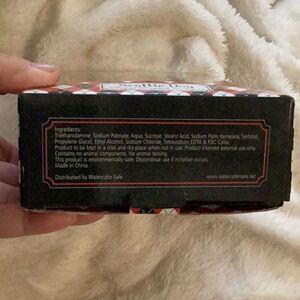 Ingredients:
Triethanolamine, Sodium Palmate, Aqua, Sucrose, Stearic Acid, Sodium Palm Kernelate, Sorbitol,
Propylene Glycol, Ethyl Alcohol, Sodium Chloride, Tetrasodium EDTA & FDC Color.
Product to be kept in a cool and dry place when not in use. Product intended external use only.
Contains no animal components. No animal testing.
This product is environmentally safe. Discontinue use if irritation occurs.
Made in China.
Distributed by Watercolor Sale www.watercolorsale.net